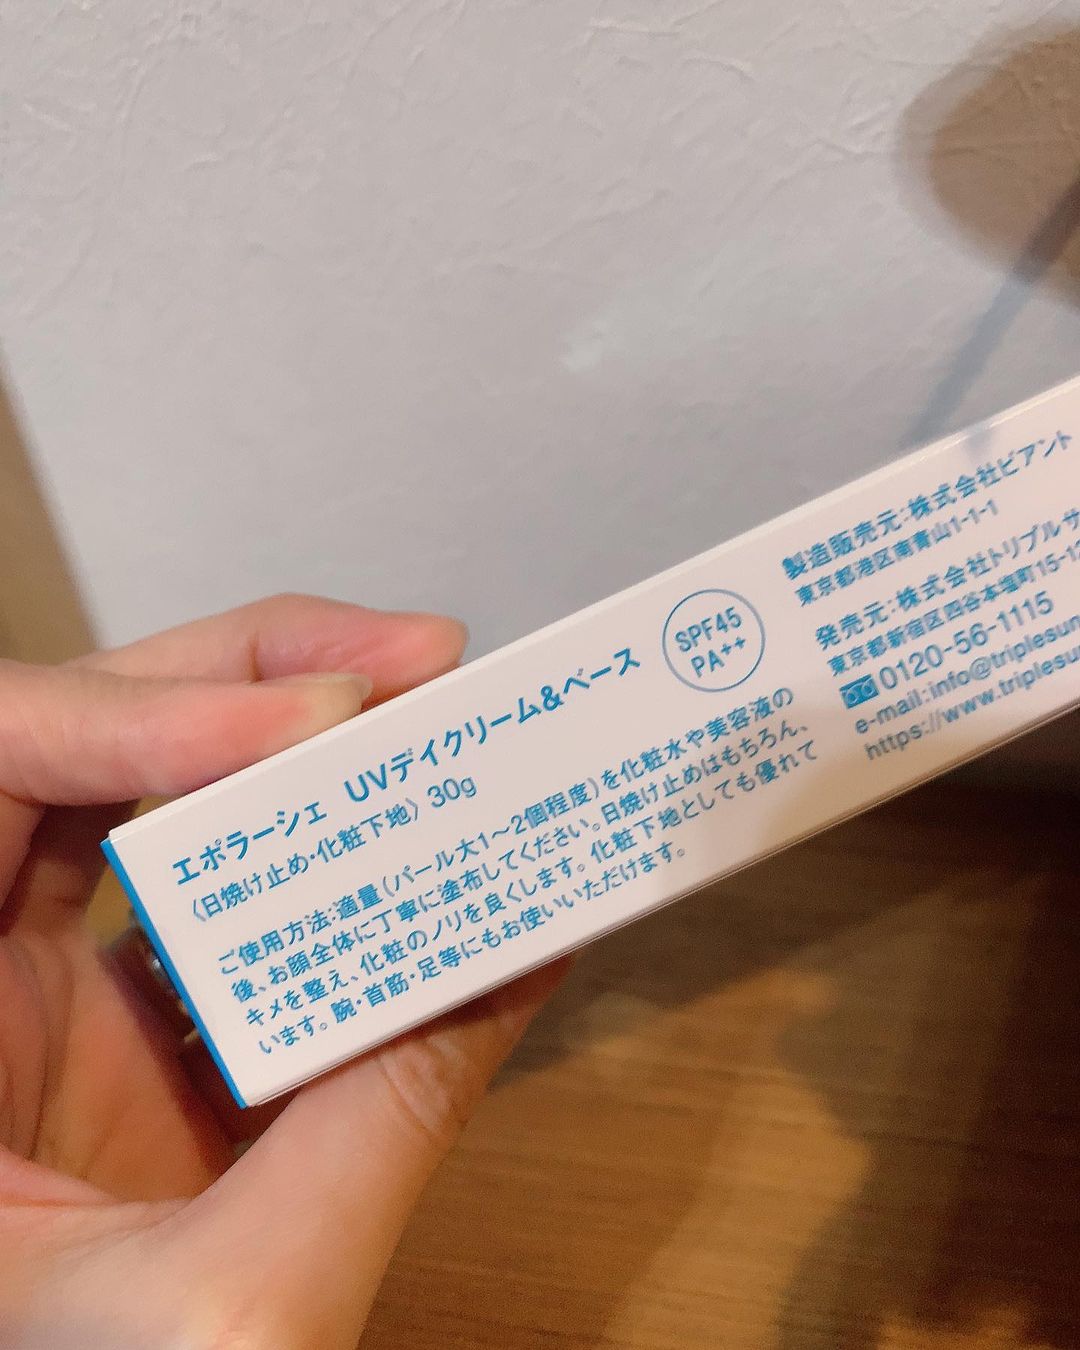 エポラーシェ UVデイクリーム&ベース
〈日焼け止め・化粧下地〉 30g
SPF45
PA++
ご使用方法:適量(パール大1〜2個程度)を化粧水や美容液の
後、お顔全体に丁寧に塗布してください。日焼け止めはもちろん、
キメを整え、化粧のノリを良くします。化粧下地としても優れて
います。腕・首筋・足等にもお使いいただけます。
製造販売元:株式会社ビアント
東京都港区南青山1-1-1
発売元:株式会社トリプルサ
東京都新宿区四谷本塩町15-12
0120-56-1115
e-mail:info@triplesun
https://www.triplesun